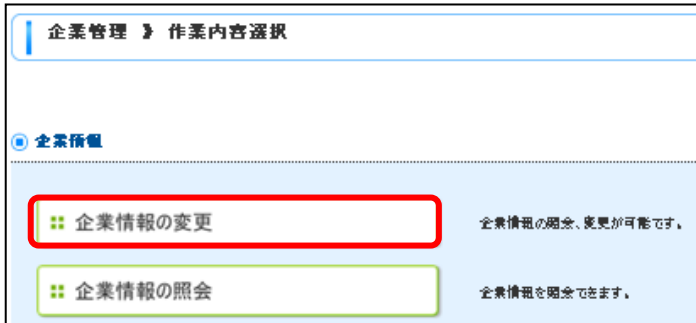 企業管理 》 作業内容選択
企業情報
企業情報の変更
企業情報の照会、変更が可能です。
企業情報の照会
企業情報を照会できます。